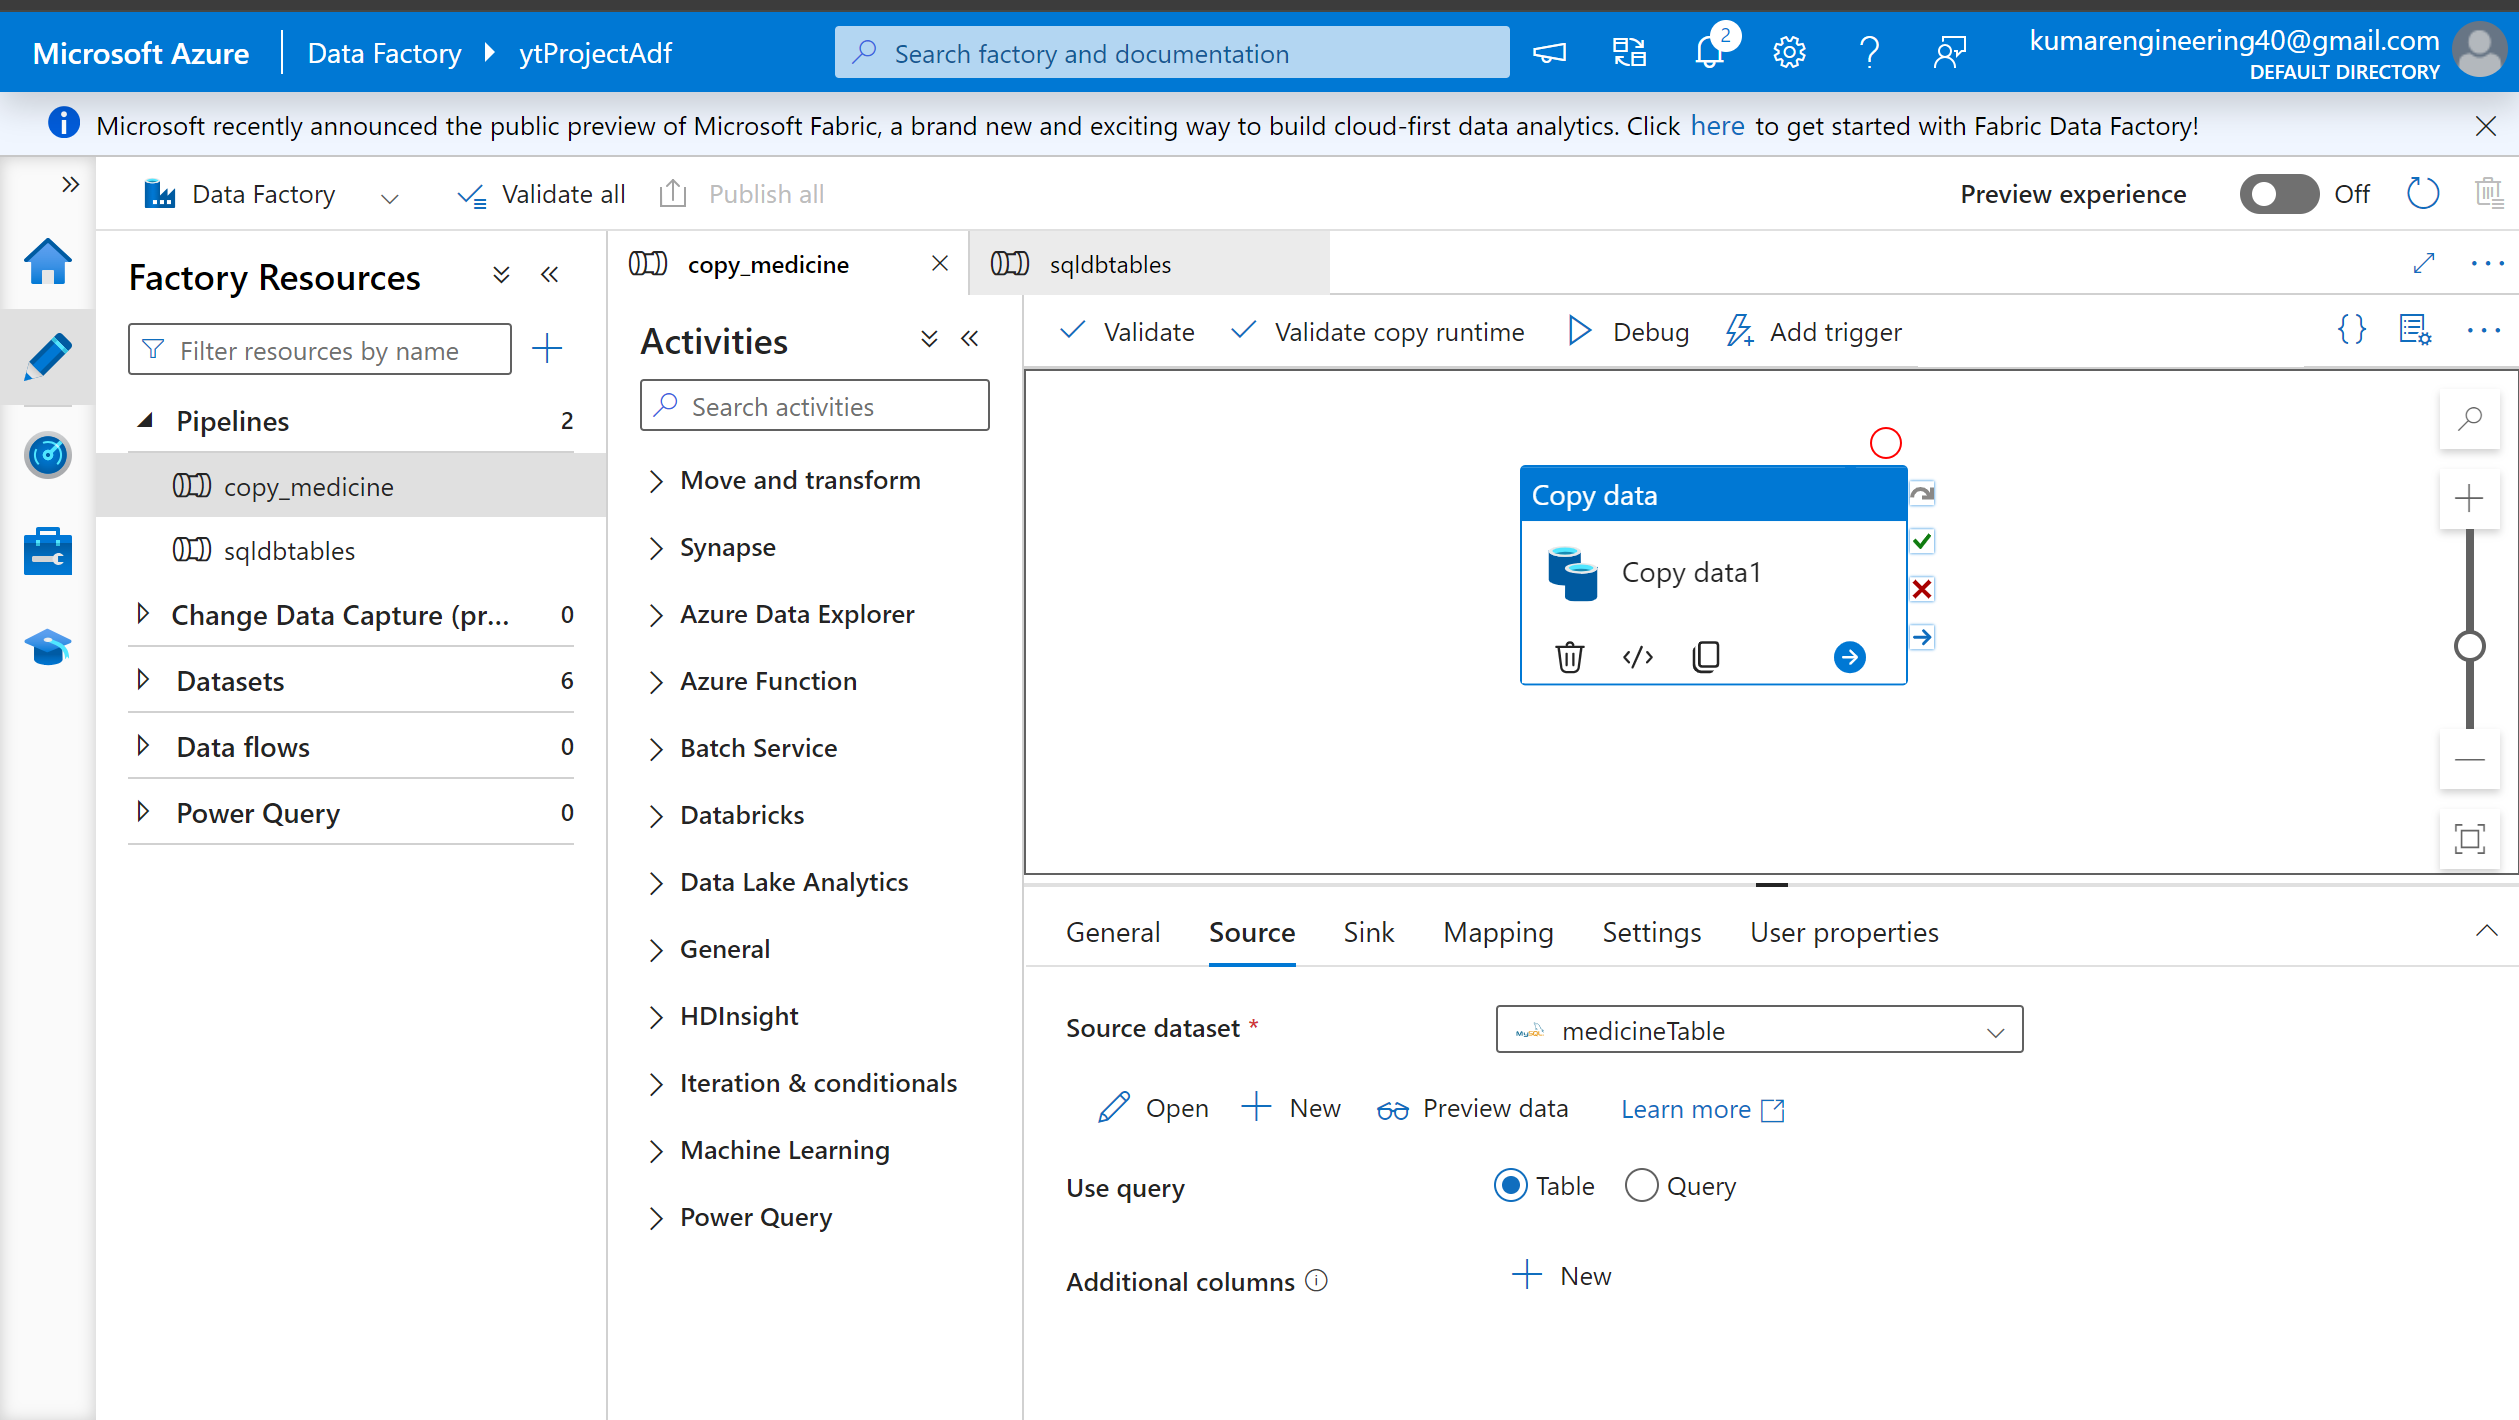 Microsoft Azure
Data Factory
ytProjectAdf
Search factory and documentation
2
kumarengineering40@gmail.com
DEFAULT DIRECTORY
Microsoft recently announced the public preview of Microsoft Fabric, a brand new and exciting way to build cloud-first data analytics. Click here to get started with Fabric Data Factory!
Data Factory
Validate all
Publish all
Preview experience
Off
Factory Resources
Filter resources by name
Pipelines
2
copy_medicine
sqldbtables
Change Data Capture (pr...
0
Datasets
6
Data flows
0
Power Query
0
copy_medicine
sqldbtables
Activities
Search activities
Move and transform
Synapse
Azure Data Explorer
Azure Function
Batch Service
Databricks
Data Lake Analytics
General
HDInsight
Iteration & conditionals
Machine Learning
Power Query
Validate
Validate copy runtime
Debug
Add trigger
Copy data
Copy data1
General
Source
Sink
Mapping
Settings
User properties
Source dataset *
MySQL
medicineTable
Open
New
Preview data
Learn more
Use query
Table
Query
Additional columns
New